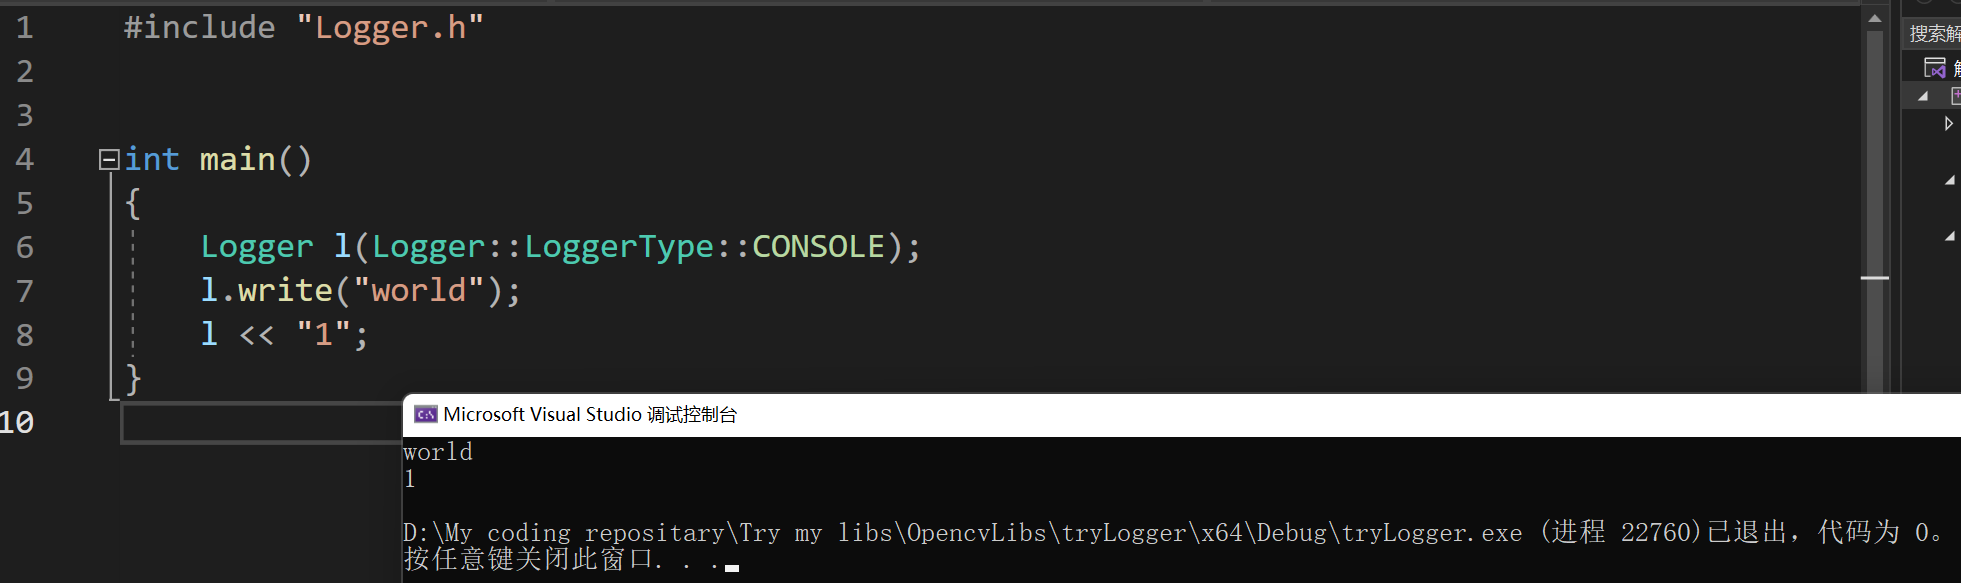 1 #include "Logger.h"
2
3
4 int main()
5 {
6 Logger l(Logger::LoggerType::CONSOLE);
7 l.write("world");
8 l << "1";
9 }
10
搜索解
Microsoft Visual Studio 调试控制台
world
1
D:\My coding repositary\Try my libs\OpencvLibs\tryLogger\x64\Debug\tryLogger.exe (进程 22760)已退出，代码为 0。
按任意键关闭此窗口. . .